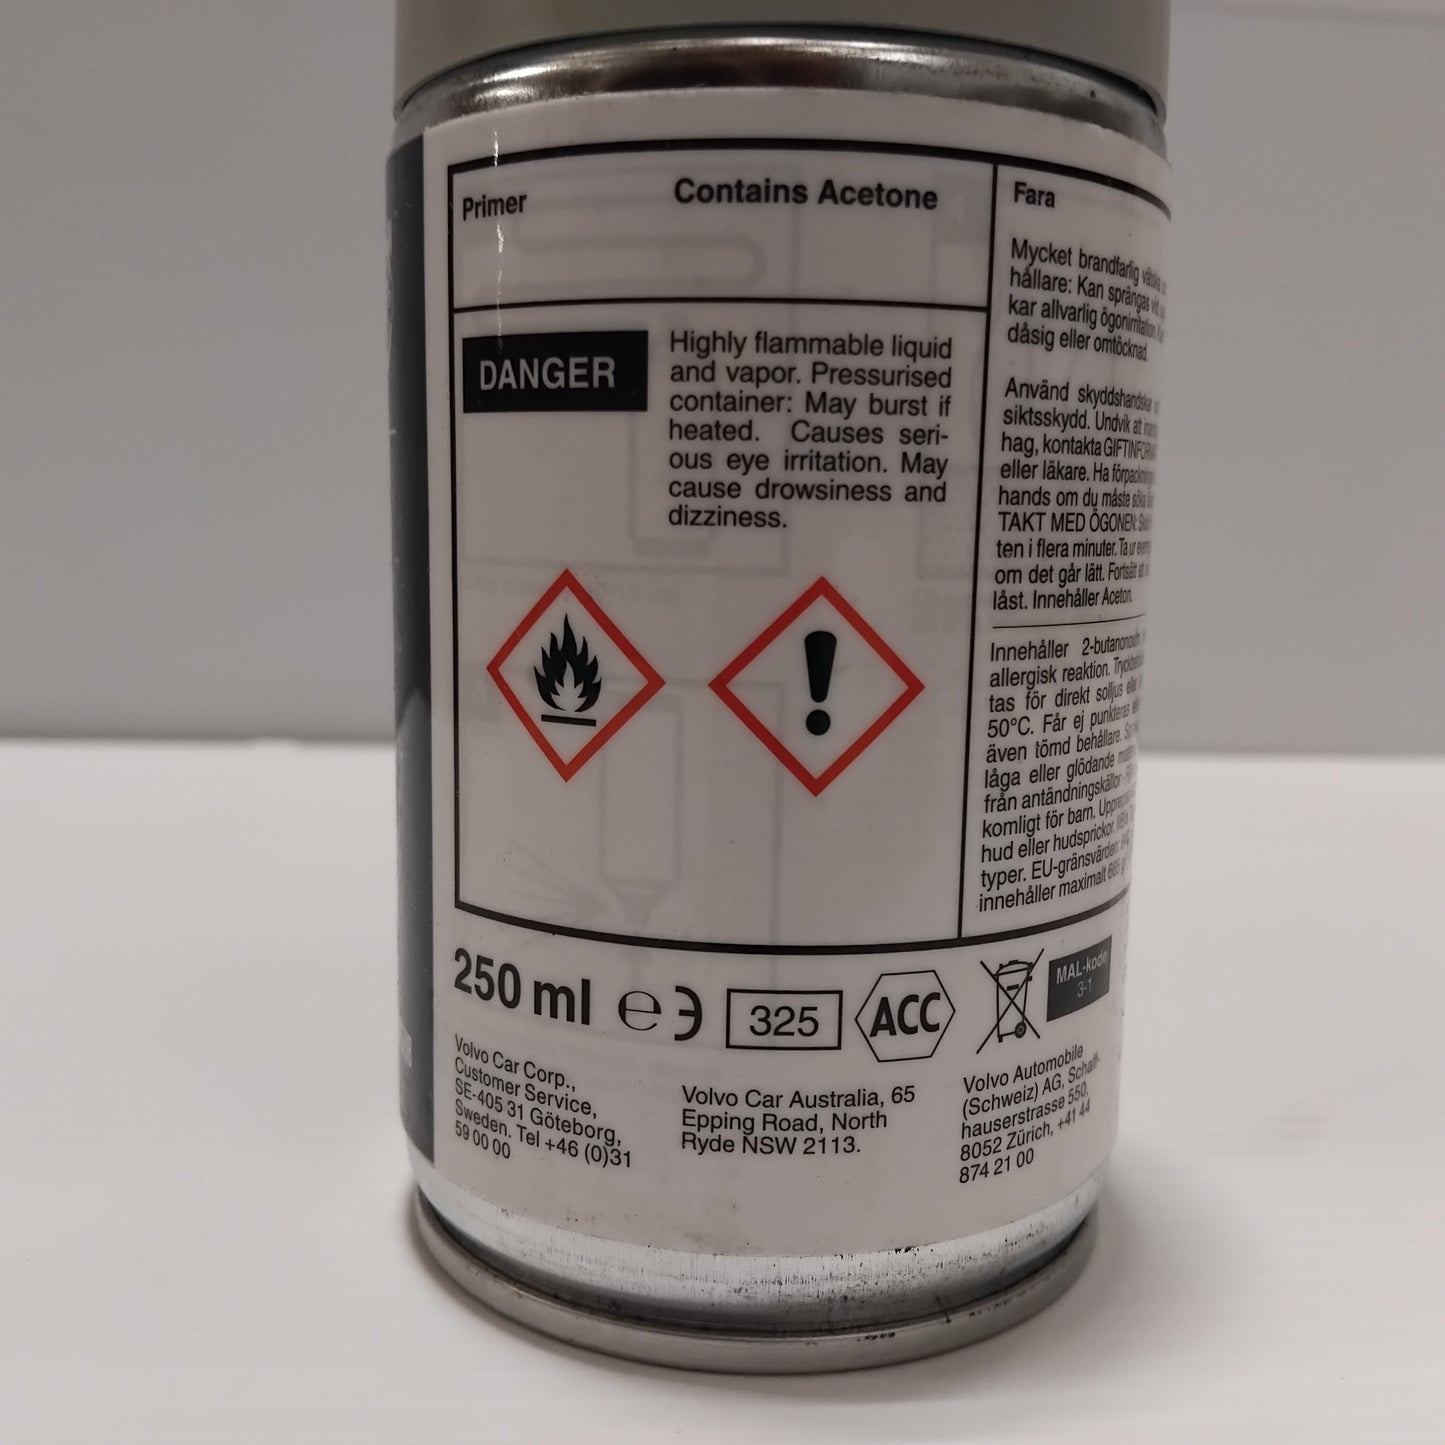 Primer
Contains Acetone
DANGER
Highly flammable liquid
and vapor. Pressurised
container: May burst if
heated. Causes seri-
ous eye irritation. May
cause drowsiness and
dizziness.
Fara
Mycket brandfarlig
hållare: Kan sprängas
kar allvarlig ögonirritation.
dåsig eller omtöcknad.
Använd skyddshandskar
siktsskydd. Undvik att
hag, kontakta
eller läkare. Ha förpackningen
hands om du måste söka
TAKT MED ÖGONEN:
ten i flera minuter. Ta ur
om det går lätt. Fortsätt att
låst. Innehåller Aceton.
Innehåller 2-butanonoxim.
allergisk reaktion.
tas för direkt solljus eller
50°C. Får ej punkteras
även tömd behållare.
låga eller glödande
från antändningskällor -
komligt för barn.
hud eller hudsprickor.
typer. EU-gränsvärden:
innehåller maximalt
250 ml ℮ 3
325
ACC
MAL-kode
3-1
Volvo Car Corp.,
Customer Service,
SE-405 31 Göteborg,
Sweden. Tel +46 (0)31
59 00 00
Volvo Car Australia, 65
Epping Road, North
Ryde NSW 2113.
Volvo Automobile
(Schweiz) AG, Schaff-
hauserstrasse 550,
8052 Zürich, +41 44
874 21 00